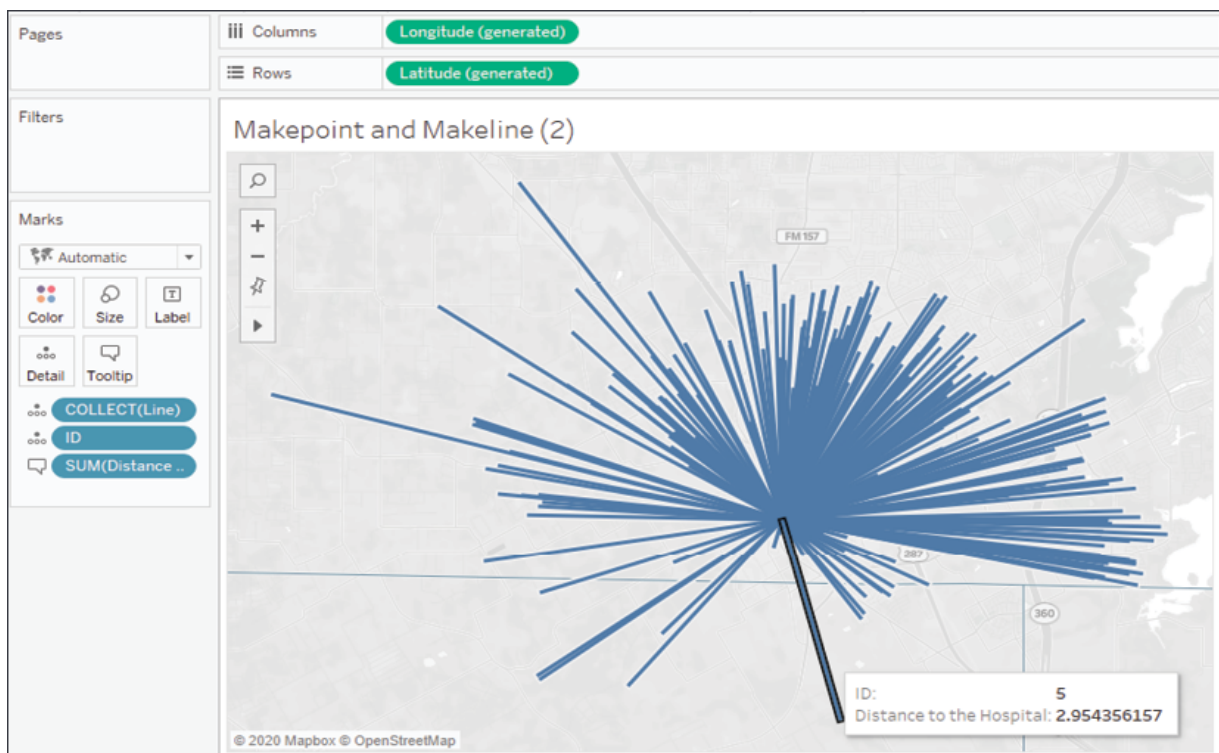 Pages
Columns Longitude (generated)
Rows Latitude (generated)
Filters
Makepoint and Makeline (2)
Marks
Automatic
Color Size Label
Detail Tooltip
COLLECT(Line)
ID
SUM(Distance ..
FM 157
287
360
ID: 5
Distance to the Hospital: 2.954356157
© 2020 Mapbox © OpenStreetMap